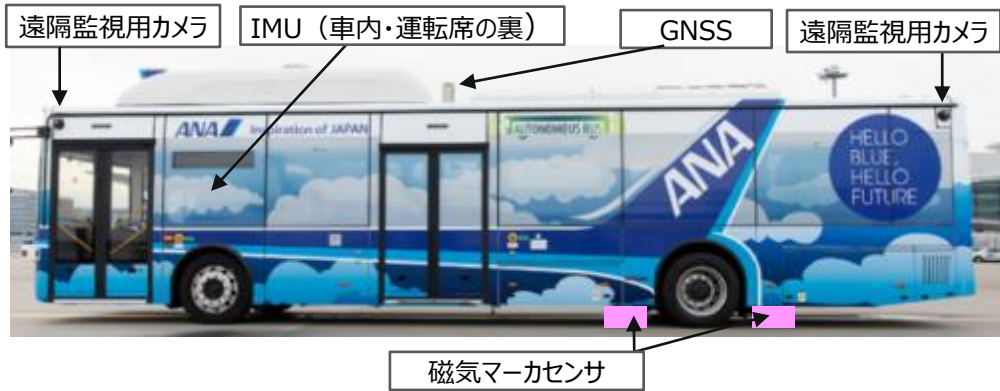 遠隔監視用カメラ
IMU（車内・運転席の裏）
GNSS
遠隔監視用カメラ
ANA Inspiration of JAPAN
AUTONOMOUS BUS
ANA
HELLO
BLUE,
HELLO
FUTURE
磁気マーカセンサ